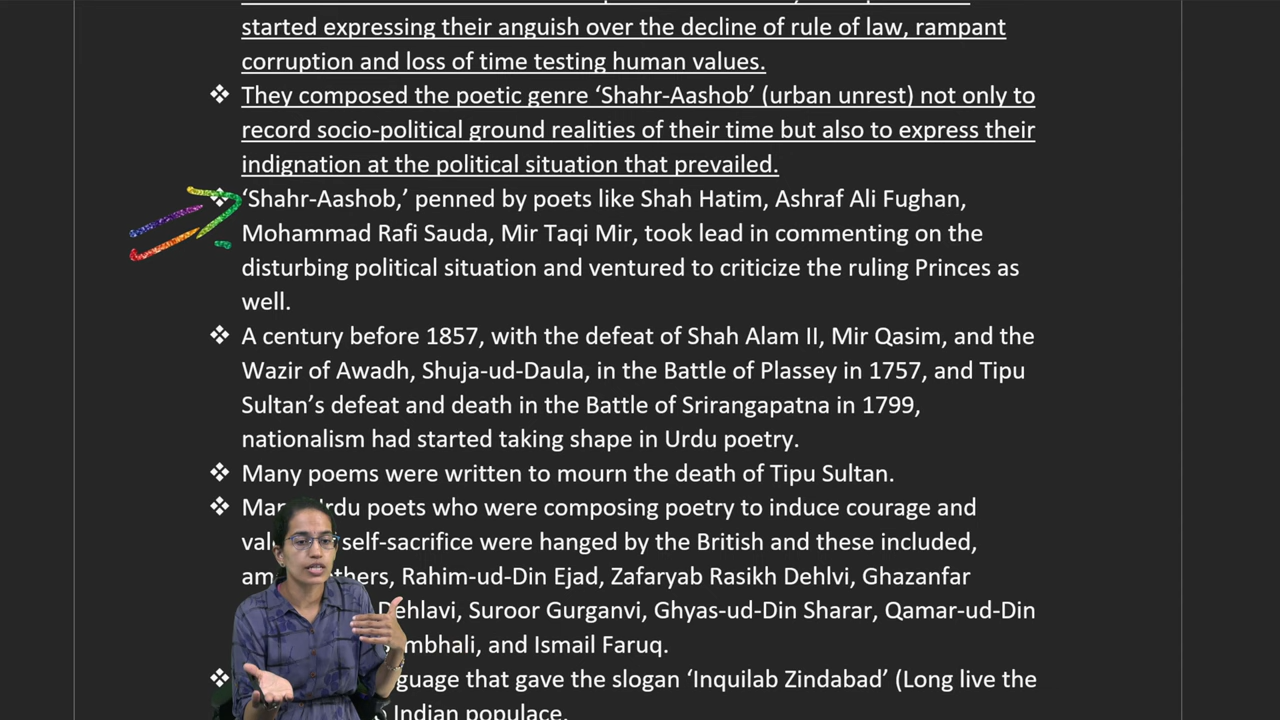 started expressing their anguish over the decline of rule of law, rampant
corruption and loss of time testing human values.
❖ They composed the poetic genre ‘Shahr-Aashob’ (urban unrest) not only to
record socio-political ground realities of their time but also to express their
indignation at the political situation that prevailed.
❖ ‘Shahr-Aashob,’ penned by poets like Shah Hatim, Ashraf Ali Fughan,
Mohammad Rafi Sauda, Mir Taqi Mir, took lead in commenting on the
disturbing political situation and ventured to criticize the ruling Princes as
well.
❖ A century before 1857, with the defeat of Shah Alam II, Mir Qasim, and the
Wazir of Awadh, Shuja-ud-Daula, in the Battle of Plassey in 1757, and Tipu
Sultan’s defeat and death in the Battle of Srirangapatna in 1799,
nationalism had started taking shape in Urdu poetry.
❖ Many poems were written to mourn the death of Tipu Sultan.
❖ Urdu poets who were composing poetry to induce courage and
self-sacrifice were hanged by the British and these included,
Rahim-ud-Din Ejad, Zafaryab Rasikh Dehlvi, Ghazanfar
Dehlavi, Suroor Gurganvi, Ghyas-ud-Din Sharar, Qamar-ud-Din
and Ismail Faruq.
❖ that gave the slogan ‘Inquilab Zindabad’ (Long live the
Indian populace.